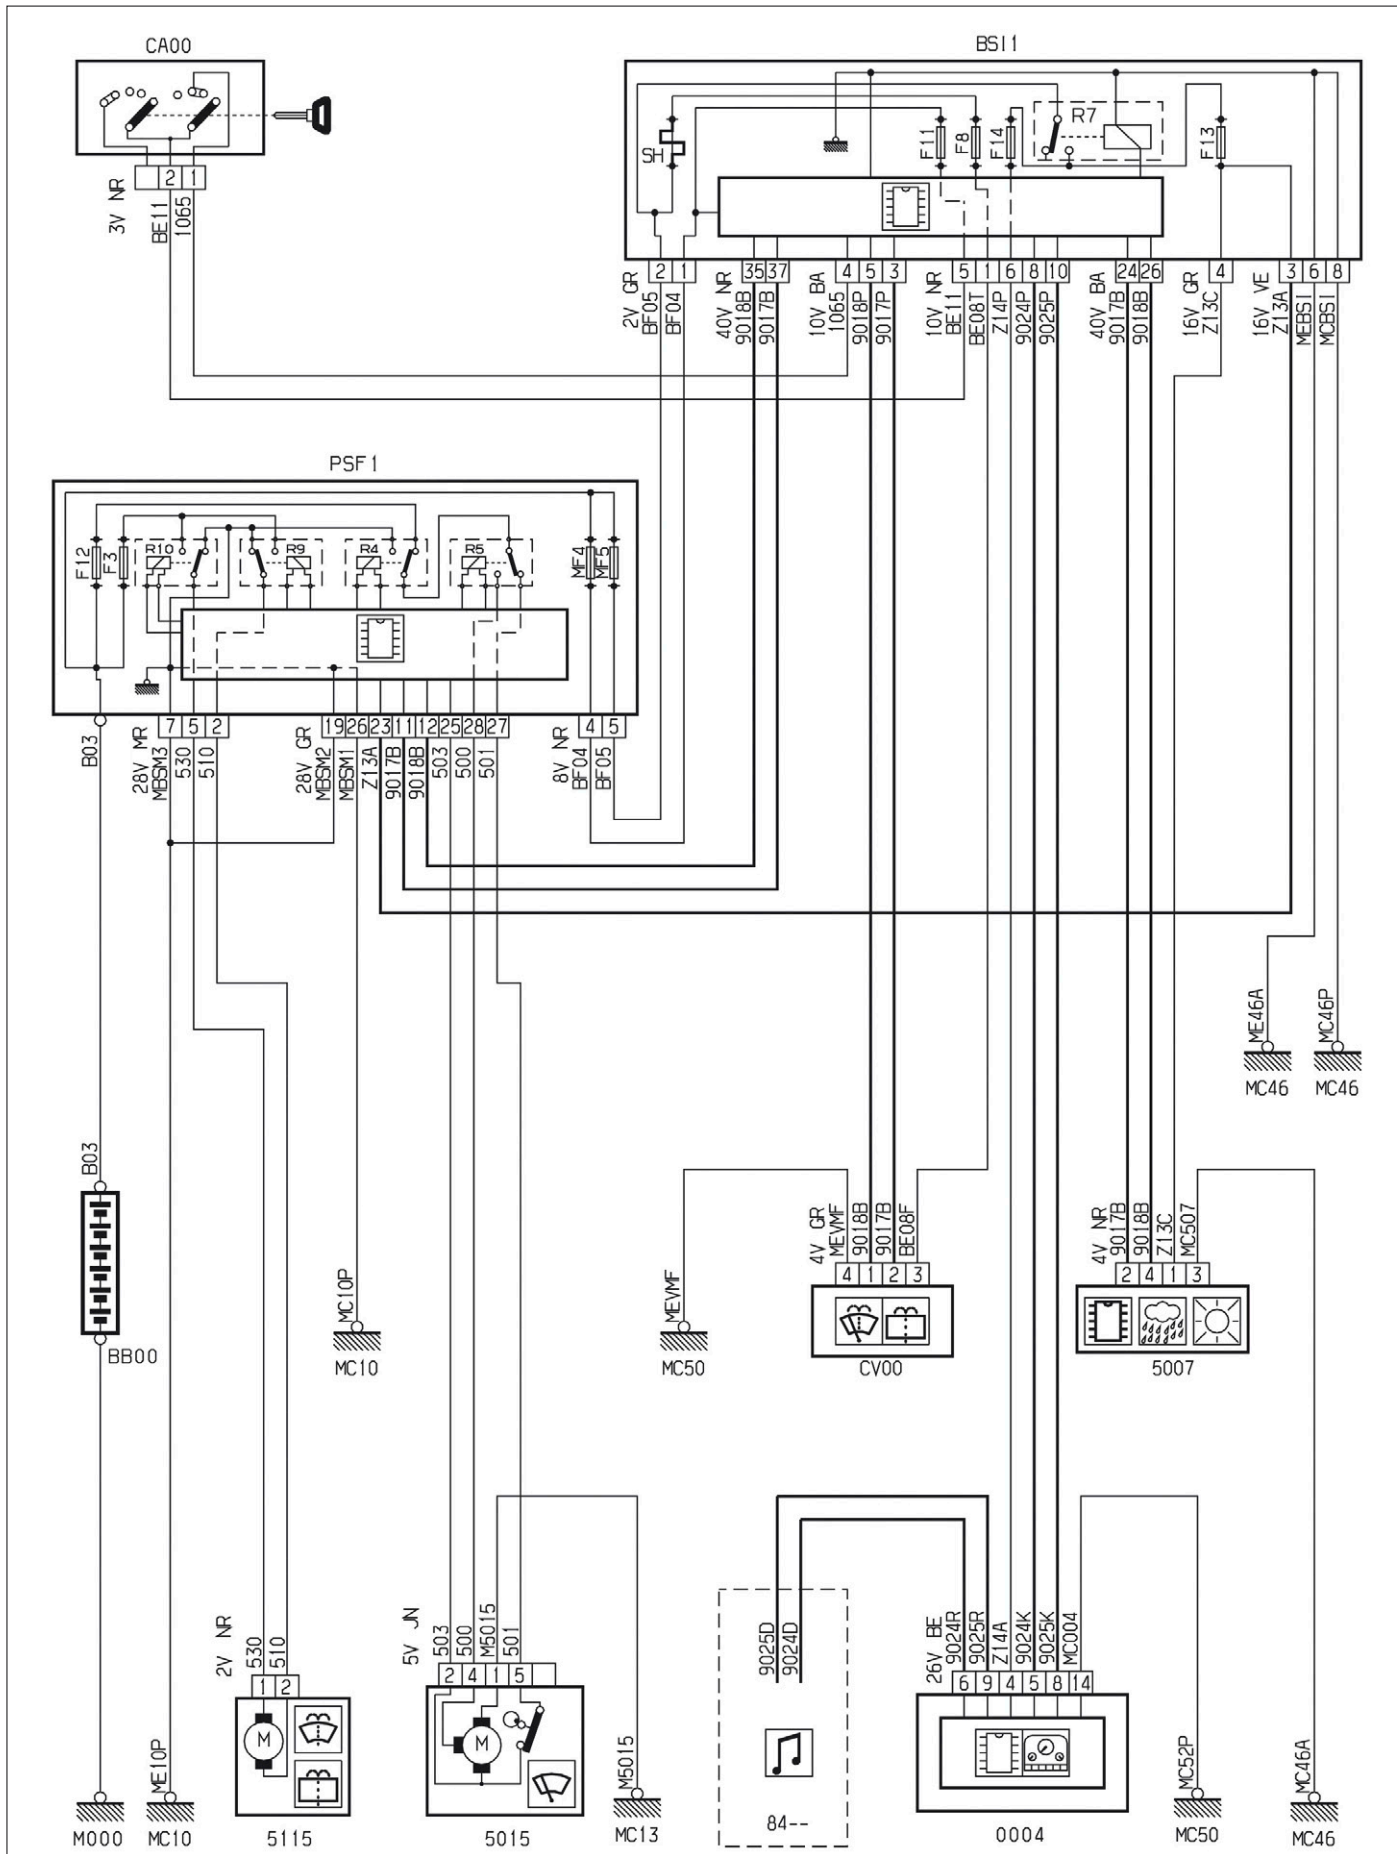 CA00
BSI1
R7
SH
F11
F8
F14
F13
2
1
3V NR
BE11
1065
2
1
35
37
4
5
3
5
1
6
8
10
24
26
4
3
6
8
2V GR
BF05
BF04
40V NR
9018B
9017B
10V BA
1065
9018P
9017P
10V NR
BE11
BE08T
Z14P
9024P
9025P
40V BA
9017B
9018B
16V GR
Z13C
16V VE
Z13A
MEBSI
MCBSI
PSF1
F12
F3
R10
R9
R4
R5
MF4
MF5
7
5
2
19
26
23
11
12
25
28
27
4
5
B03
28V MR
MBSM3
530
510
28V GR
MBSM2
MBSM1
Z13A
9017B
9018B
503
500
501
8V NR
BF04
BF05
ME46A
MC46P
MC46
MC46
B03
BB00
MC10P
MC10
MEVMF
MC50
4V GR
MEVMF
9018B
9017B
BE08F
4
1
2
3
CV00
4V NR
9017B
9018B
Z13C
MC507
2
4
1
3
5007
2V NR
530
510
1
2
M
5115
5V JN
503
500
M5015
501
2
4
1
5
M
5015
M5015
MC13
9025D
9024D
84--
26V BE
9024R
9025R
Z14A
9024K
9025K
MC004
6
9
4
5
8
14
0004
MC52P
MC50
MC46A
MC46
M000
ME10P
MC10